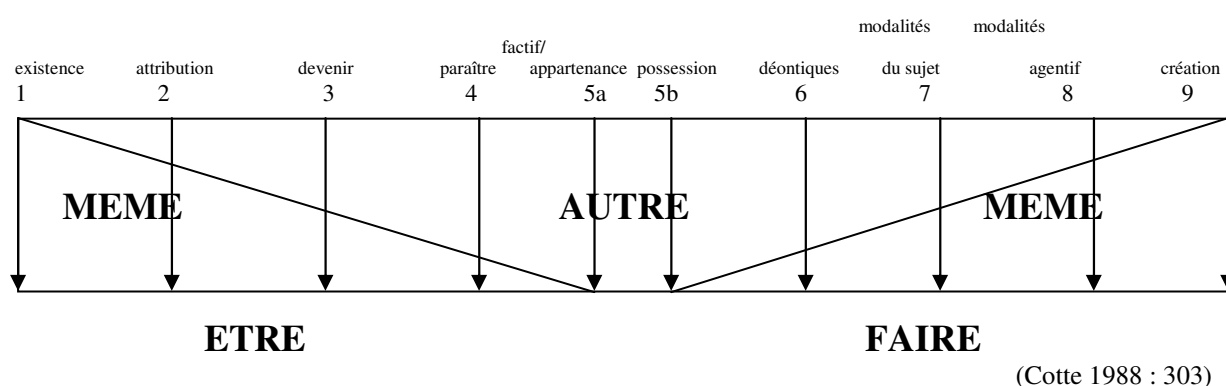 modalités modalités
factif/
existence attribution devenir paraître appartenance possession déontiques du sujet agentif création
1 2 3 4 5a 5b 6 7 8 9
MEME AUTRE MEME
ETRE FAIRE
(Cotte 1988 : 303)